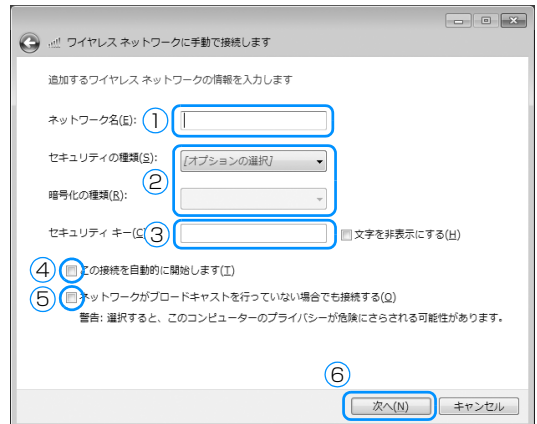 ワイヤレス ネットワークに手動で接続します
追加するワイヤレス ネットワークの情報を入力します
ネットワーク名(E): ①
セキュリティの種類(S): [オプションの選択]
②
暗号化の種類(R):
セキュリティ キー(C) ③ 文字を非表示にする(H)
④ この接続を自動的に開始します(T)
⑤ ネットワークがブロードキャストを行っていない場合でも接続する(O)
警告: 選択すると、このコンピューターのプライバシーが危険にさらされる可能性があります。
⑥
次へ(N) キャンセル